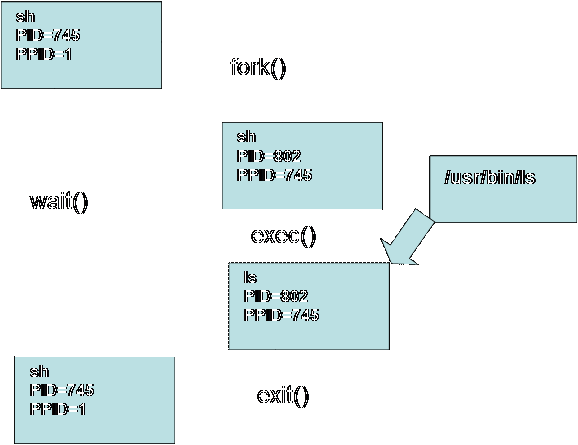 sh
PID=745
PPID=1
fork()
sh
PID=802
PPID=745
/usr/bin/ls
wait()
exec()
ls
PID=802
PPID=745
sh
PID=745
PPID=1
exit()